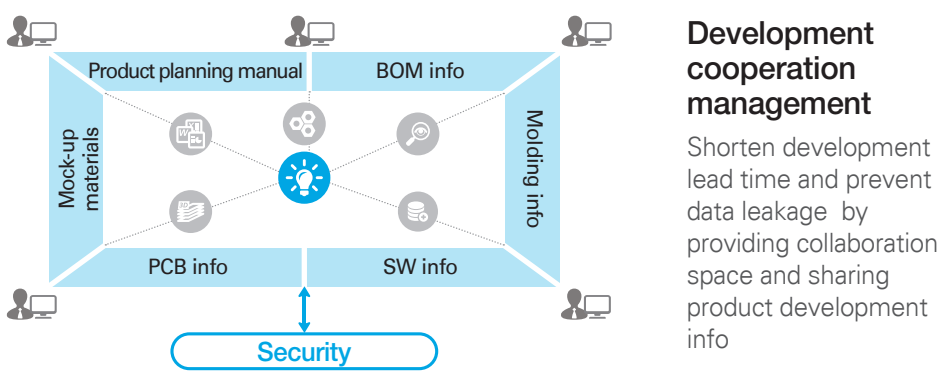 Product planning manual
BOM info
Mock-up
materials
Molding info
PCB info
SW info
Security
Development
cooperation
management
Shorten development
lead time and prevent
data leakage by
providing collaboration
space and sharing
product development
info